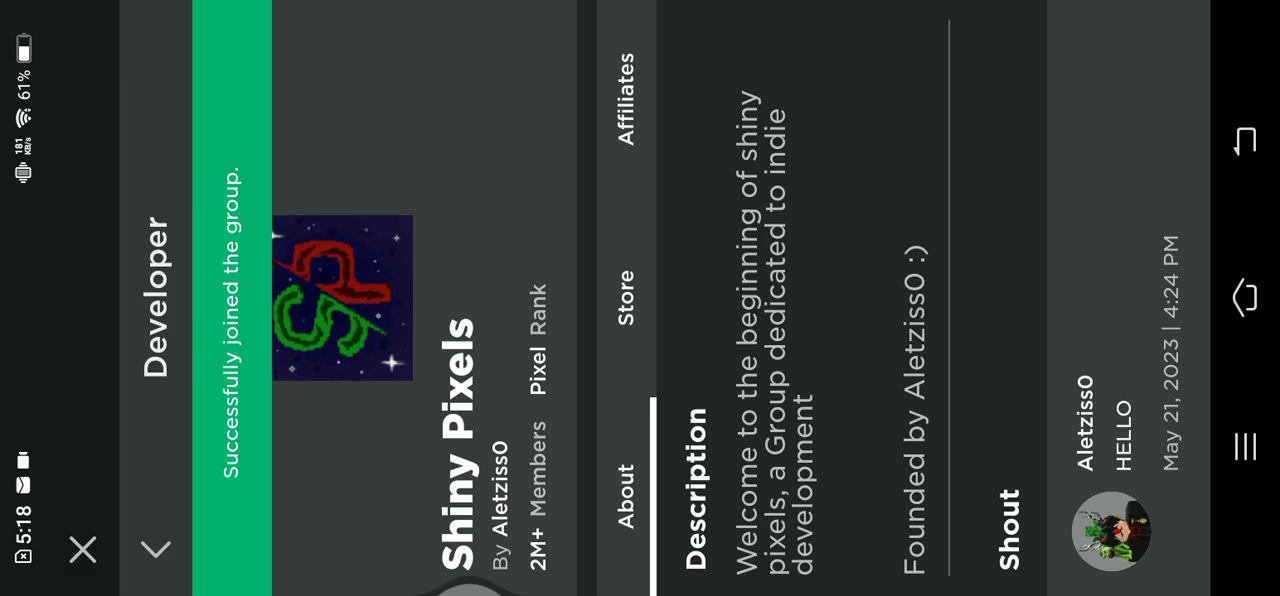 5:18
181
KB/s
61%
Developer
Successfully joined the group.
SP
Shiny Pixels
By Aletziss0
2M+ Members Pixel Rank
About Store Affiliates
Description
Welcome to the beginning of shiny
pixels, a Group dedicated to indie
development
Founded by Aletziss0 :)
Shout
Aletziss0
HELLO
May 21, 2023 | 4:24 PM